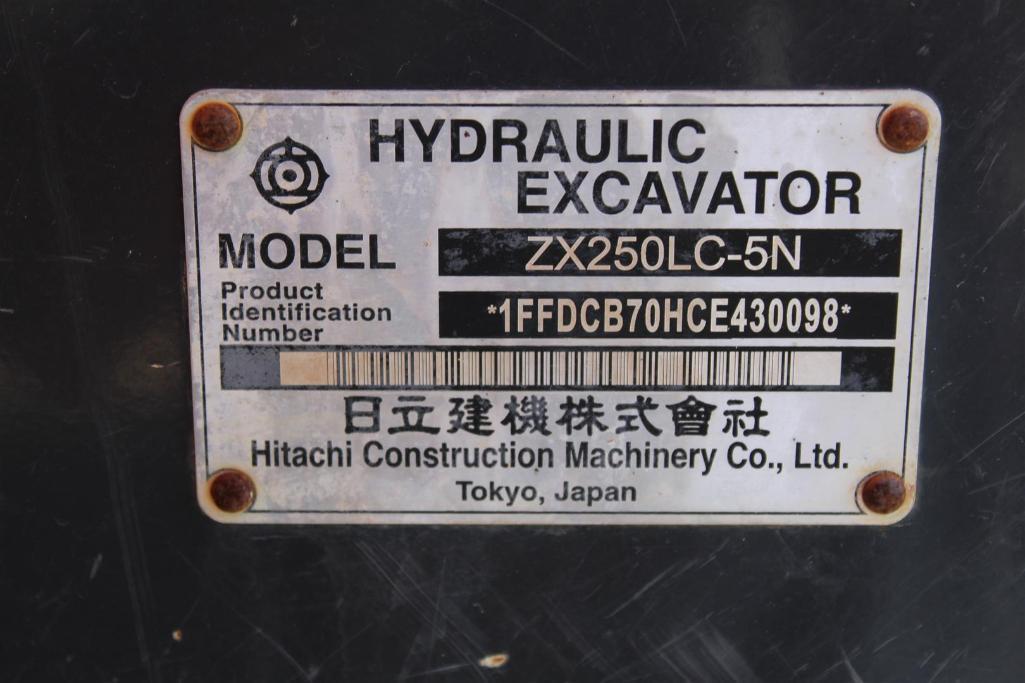 HYDRAULIC
EXCAVATOR
MODEL ZX250LC-5N
Product
Identification
Number
*1FFDCB70HCE430098*
日立建機株式會社
Hitachi Construction Machinery Co., Ltd.
Tokyo, Japan